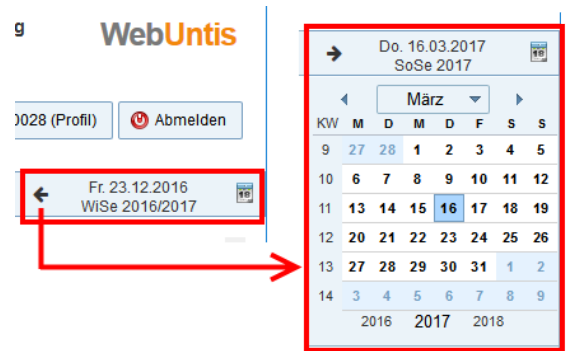 g
WebUntis
0028 (Profil)
Abmelden
Fr. 23.12.2016
WiSe 2016/2017
Do. 16.03.2017
SoSe 2017
März
KW M D M D F S S
9 27 28 1 2 3 4 5
10 6 7 8 9 10 11 12
11 13 14 15 16 17 18 19
12 20 21 22 23 24 25 26
13 27 28 29 30 31 1 2
14 3 4 5 6 7 8 9
2016 2017 2018